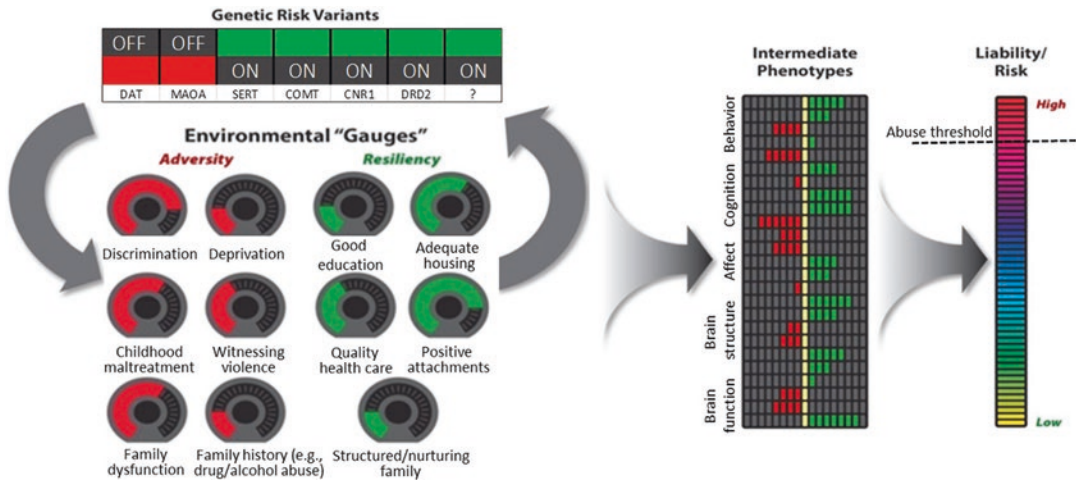 Genetic Risk Variants
OFF OFF
ON ON ON ON ON
DAT MAOA SERT COMT CNR1 DRD2 ?
Environmental "Gauges"
Adversity Resiliency
Discrimination
Deprivation
Good
education
Adequate
housing
Childhood
maltreatment
Witnessing
violence
Quality
health care
Positive
attachments
Family
dysfunction
Family history (e.g.,
drug/alcohol abuse)
Structured/nurturing
family
Intermediate
Phenotypes
Behavior
Cognition
Affect
Brain
structure
Brain
function
Liability/
Risk
High
Abuse threshold
Low